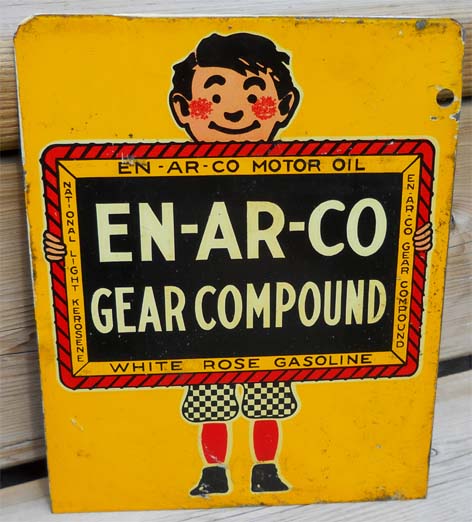 EN-AR-CO MOTOR OIL
NATIONAL LIGHT KEROSENE
EN-AR-CO
GEAR COMPOUND
EN-AR-CO GEAR COMPOUND
WHITE ROSE GASOLINE